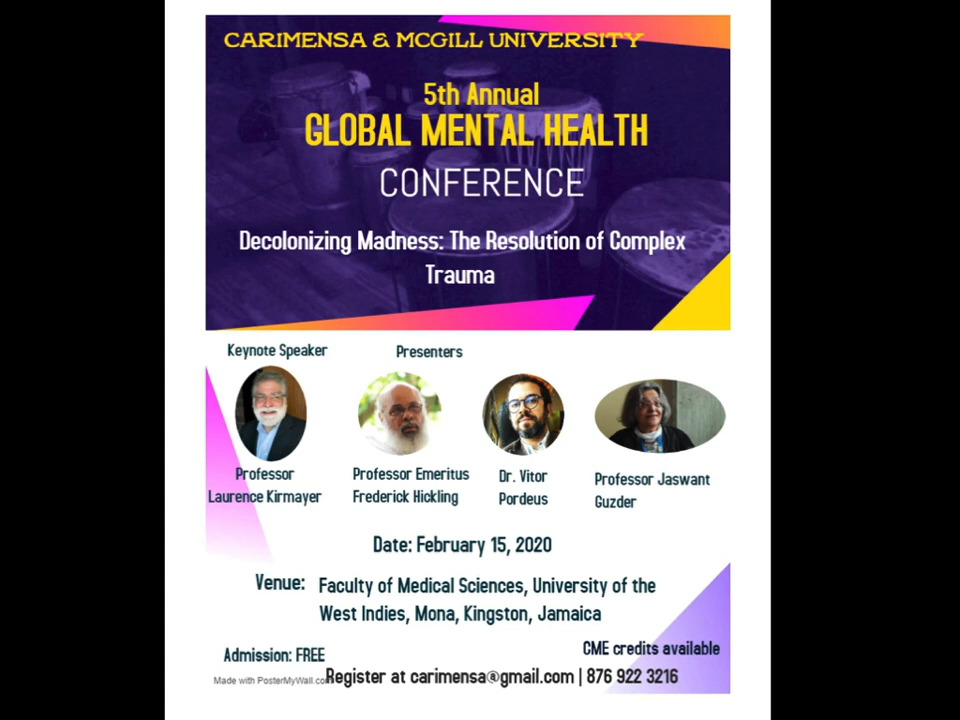 CARIMENSA & MCGILL UNIVERSITY
5th Annual
GLOBAL MENTAL HEALTH
CONFERENCE
Decolonizing Madness: The Resolution of Complex
Trauma
Keynote Speaker
Presenters
Professor
Laurence Kirmayer
Professor Emeritus
Frederick Hickling
Dr. Vitor
Pordeus
Professor Jaswant
Guzder
Date: February 15, 2020
Venue: Faculty of Medical Sciences, University of the
West Indies, Mona, Kingston, Jamaica
Admission: FREE
CME credits available
Made with PosterMyWall.com
Register at carimensa@gmail.com | 876 922 3216